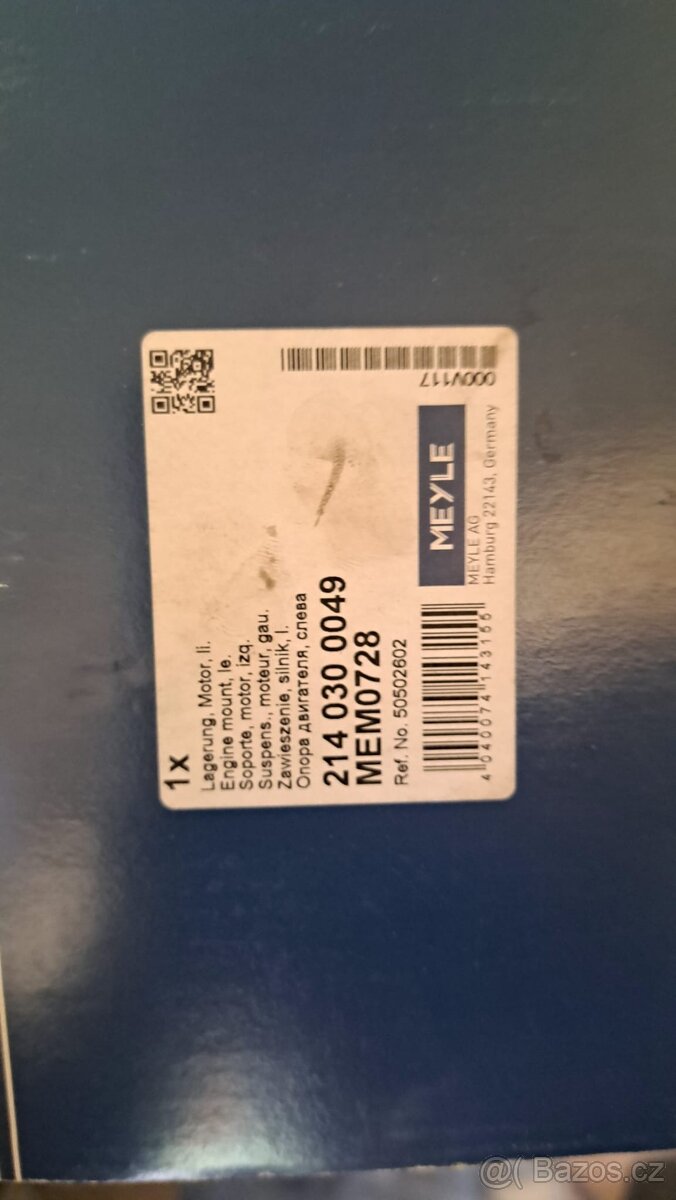 1x
Lagerung, Motor, li.
Engine mount, le.
Soporte, motor, izq.
Suspens., moteur, gau.
Zawieszenie, silnik, l.
Опора двигателя, слева
214 030 0049
MEM0728
Ref. No. 50502602
4 040074 143155
MEYLE
MEYLE AG
Hamburg 22143, Germany
000V117
@( Bazos.cz